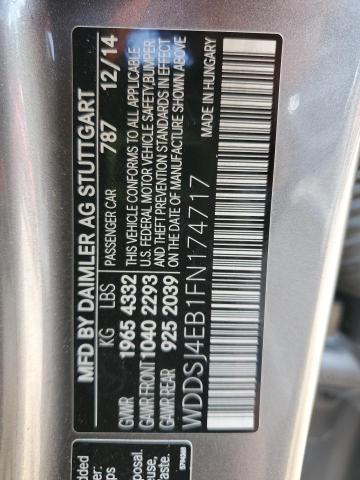 MFD BY DAIMLER AG STUTTGART
PASSENGER CAR 787 12/14
KG LBS
GVWR 1965 4332
GAWR FRONT 1040 2293
GAWR REAR 925 2039
THIS VEHICLE CONFORMS TO ALL APPLICABLE
U.S. FEDERAL MOTOR VEHICLE SAFETY, BUMPER
AND THEFT PREVENTION STANDARDS IN EFFECT
ON THE DATE OF MANUFACTURE SHOWN ABOVE
MADE IN HUNGARY
WDDSJ4EB1FN174717